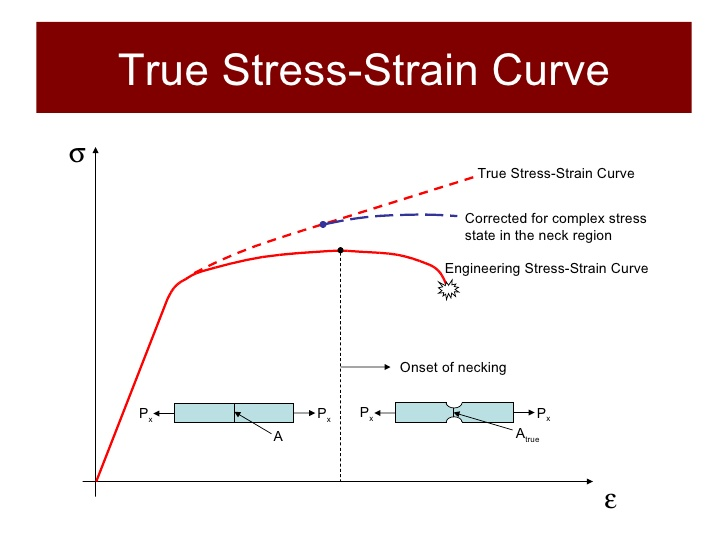 True Stress-Strain Curve
σ
True Stress-Strain Curve
Corrected for complex stress
state in the neck region
Engineering Stress-Strain Curve
Onset of necking
Px
Px
Px
Px
A
Atrue
ε